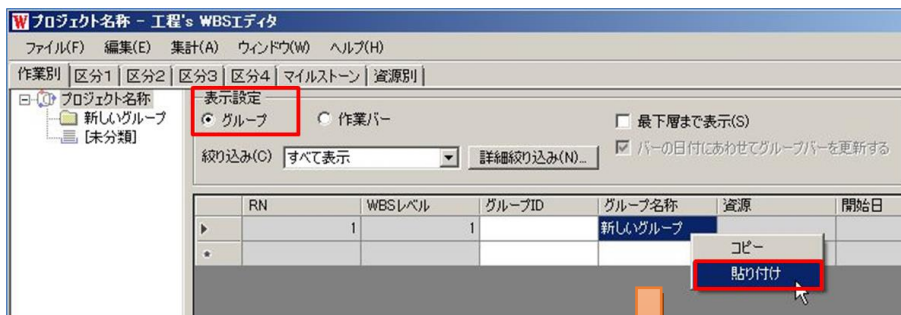 プロジェクト名称 - 工程's WBSエディタ
ファイル(F) 編集(E) 集計(A) ウィンドウ(W) ヘルプ(H)
作業別 区分1 区分2 区分3 区分4 マイルストーン 資源別
プロジェクト名称
新しいグループ
[未分類]
表示設定
グループ 作業バー
最下層まで表示(S)
絞り込み(C) すべて表示 詳細絞り込み(N)...
バーの日付にあわせてグループバーを更新する
RN WBSレベル グループID グループ名称 資源 開始日
1 1 新しいグループ
コピー
貼り付け